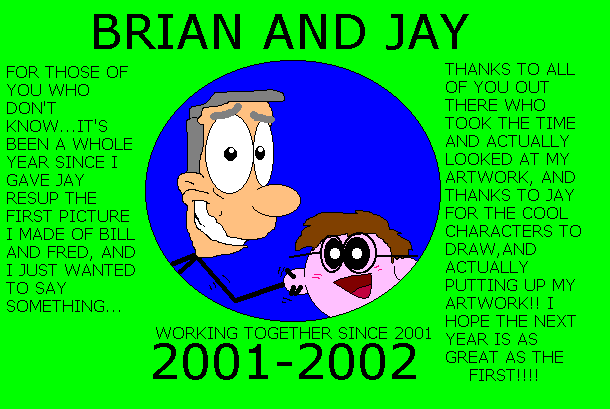 BRIAN AND JAY
FOR THOSE OF
YOU WHO
DON'T
KNOW...IT'S
BEEN A WHOLE
YEAR SINCE I
GAVE JAY
RESUP THE
FIRST PICTURE
I MADE OF BILL
AND FRED, AND
I JUST WANTED
TO SAY
SOMETHING...
THANKS TO ALL
OF YOU OUT
THERE WHO
TOOK THE TIME
AND ACTUALLY
LOOKED AT MY
ARTWORK, AND
THANKS TO JAY
FOR THE COOL
CHARACTERS TO
DRAW,AND
ACTUALLY
PUTTING UP MY
ARTWORK!! I
HOPE THE NEXT
YEAR IS AS
GREAT AS THE
FIRST!!!!
WORKING TOGETHER SINCE 2001
2001-2002